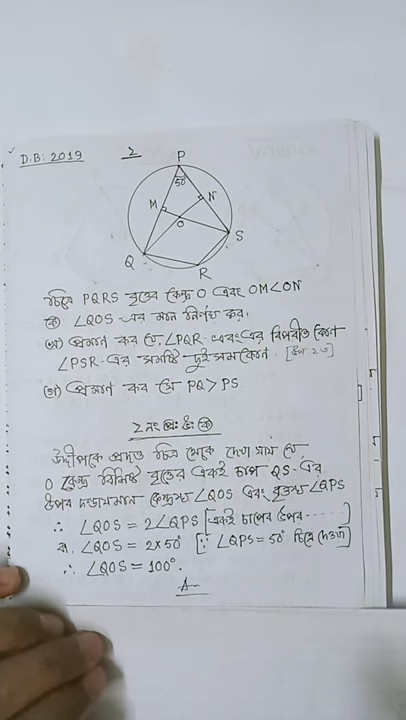 D.B: 2019
2
P
50°
M
N
O
S
Q
R
চিত্রে PQRS বৃত্তের কেন্দ্র O এবং OM<ON
(ক) ∠QOS-এর মান নির্ণয় কর।
(খ) প্রমাণ কর যে, ∠PQR-এবং এর বিপরীত কোণ
∠PSR-এর সমষ্টি দুই সমকোণ।
(গ) প্রমাণ কর যে PQ > PS.
২নং প্রঃ উঃ (ক)
উদ্দীপকে প্রদত্ত চিত্র থেকে দেখা যায় যে,
O কেন্দ্র বিশিষ্ট বৃত্তের একই চাপ QS-এর
উপর দন্ডায়মান কেন্দ্রস্থ ∠QOS এবং বৃত্তস্থ ∠QPS
∴ ∠QOS = 2∠QPS [একই চাপের উপর ......]
বা, ∠QOS = 2×50° [∵ ∠QPS = 50° চিত্রে দেওয়া]
∴ ∠QOS = 100°.